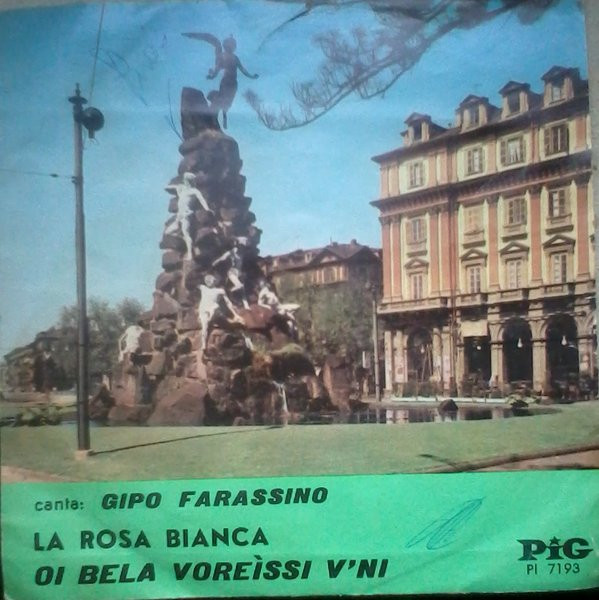 canta: GIPO FARASSINO
LA ROSA BIANCA
OI BELA VOREÌSSI V'NI
PiG
PI 7193